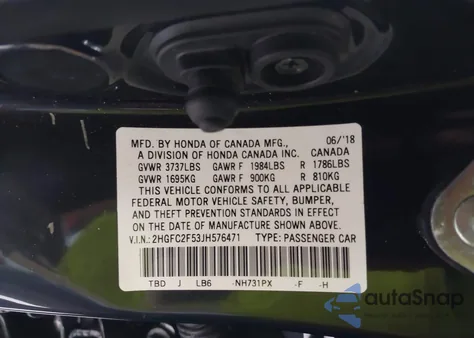 MFD. BY HONDA OF CANADA MFG., 06/'18
A DIVISION OF HONDA CANADA INC. CANADA
GVWR 3737LBS GAWR F 1984LBS R 1786LBS
GVWR 1695KG GAWR F 900KG R 810KG
THIS VEHICLE CONFORMS TO ALL APPLICABLE
FEDERAL MOTOR VEHICLE SAFETY, BUMPER,
AND THEFT PREVENTION STANDARDS IN EFFECT
ON THE DATE OF MANUFACTURE SHOWN ABOVE.
V.I.N: 2HGFC2F53JH576471 TYPE: PASSENGER CAR
TBD J LB6 -NH731PX -F -H
autoSnap